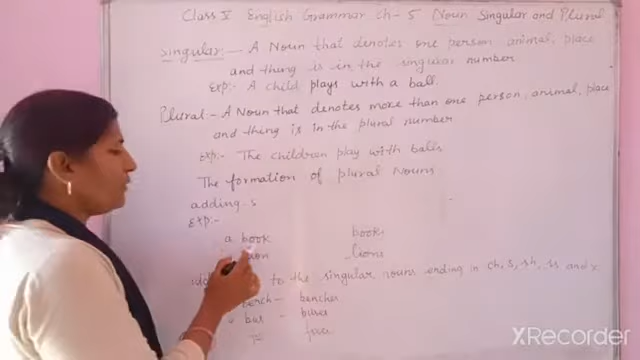 Class V English Grammar ch- 5 Noun Singular and Plural
Singular:- A Noun that denotes one person, animal, place
and thing is in the singular number
Exp:- A child plays with a ball.
Plural:- A Noun that denotes more than one person, animal, place
and thing is in the plural number
Exp:- The children play with balls
The formation of plural Nouns
adding s
Exp:-
a book books
lion lions
to the singular nouns ending in ch, s, sh, ss and x
bench - benches
bus - buses
XRecorder